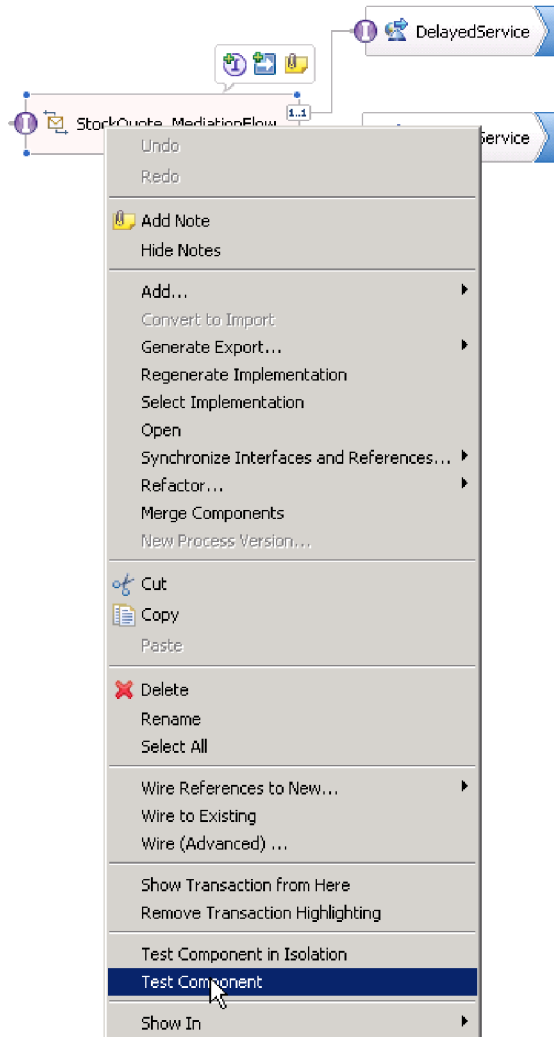 DelayedService
StockQuote_MediationFlow
1..1
Service
Undo
Redo
Add Note
Hide Notes
Add...
Convert to Import
Generate Export...
Regenerate Implementation
Select Implementation
Open
Synchronize Interfaces and References...
Refactor...
Merge Components
New Process Version...
Cut
Copy
Paste
Delete
Rename
Select All
Wire References to New...
Wire to Existing
Wire (Advanced) ...
Show Transaction from Here
Remove Transaction Highlighting
Test Component in Isolation
Test Component
Show In